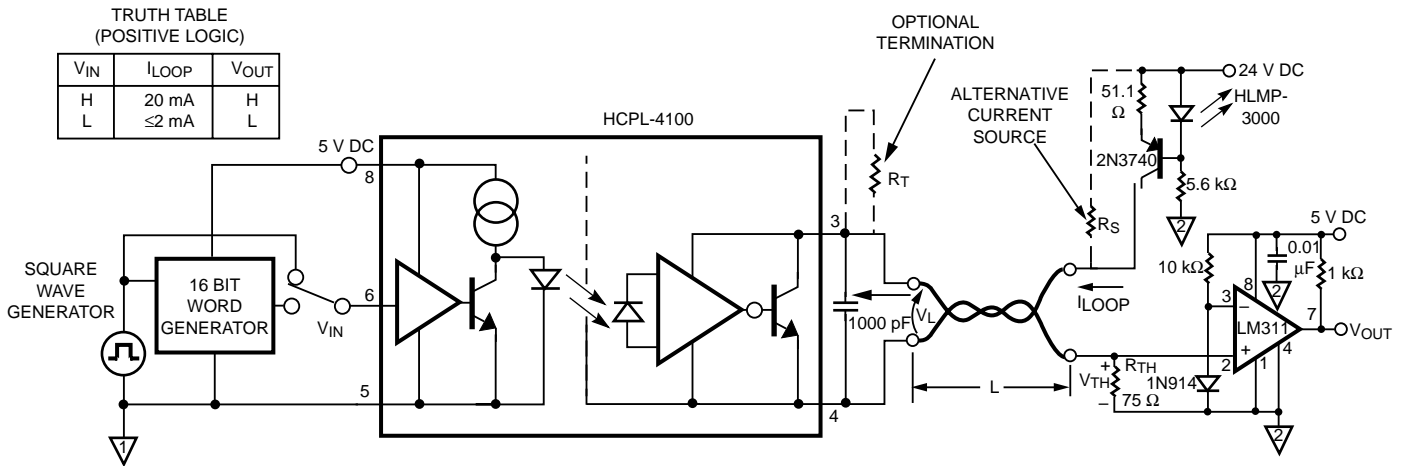 TRUTH TABLE
(POSITIVE LOGIC)
VIN ILOOP VOUT
H 20 mA H
L ≤2 mA L
OPTIONAL
TERMINATION
HCPL-4100
ALTERNATIVE
CURRENT
SOURCE
24 V DC
51.1
Ω
HLMP-
3000
2N3740
5.6 kΩ
2
5 V DC
8
RT
3
RS
5 V DC
SQUARE
WAVE
GENERATOR
16 BIT
WORD
GENERATOR
VIN
6
1000 pF
VL
ILOOP
10 kΩ
0.01
μF
1 kΩ
2
8
3
−
LM311
7
VOUT
+
2
1
4
5
4
L
+
VTH
−
RTH
75 Ω
1N914
1
2